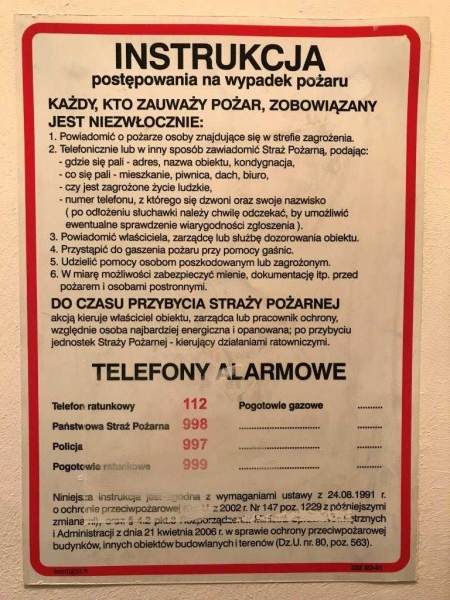 INSTRUKCJA
postępowania na wypadek pożaru
KAŻDY, KTO ZAUWAŻY POŻAR, ZOBOWIĄZANY
JEST NIEZWŁOCZNIE:
1. Powiadomić o pożarze osoby znajdujące się w strefie zagrożenia.
2. Telefonicznie lub w inny sposób zawiadomić Straż Pożarną, podając:
- gdzie się pali - adres, nazwa obiektu, kondygnacja,
- co się pali - mieszkanie, piwnica, dach, biuro,
- czy jest zagrożone życie ludzkie,
- numer telefonu, z którego się dzwoni oraz swoje nazwisko
( po odłożeniu słuchawki należy chwilę odczekać, by umożliwić
ewentualne sprawdzenie wiarygodności zgłoszenia ).
3. Powiadomić właściciela, zarządcę lub służbę dozorowania obiektu.
4. Przystąpić do gaszenia pożaru przy pomocy gaśnic.
5. Udzielić pomocy osobom poszkodowanym lub zagrożonym.
6. W miarę możliwości zabezpieczyć mienie, dokumentację itp. przed
pożarem i osobami postronnymi.
DO CZASU PRZYBYCIA STRAŻY POŻARNEJ
akcją kieruje właściciel obiektu, zarządca lub pracownik ochrony,
względnie osoba najbardziej energiczna i opanowana; po przybyciu
jednostek Straży Pożarnej - kierujący działaniami ratowniczymi.
TELEFONY ALARMOWE
Telefon ratunkowy 112 Pogotowie gazowe ..........
Państwowa Straż Pożarna 998 .......... ..........
Policja 997 .......... ..........
Pogotowie ratunkowe 999 .......... ..........
Niniejsza instrukcja jest zgodna z wymaganiami ustawy z 24.08.1991 r.
o ochronie przeciwpożarowej z 2002 r. Nr 147 poz. 1229 z późniejszymi
zmianami), oraz § 4.2 pkt.3 Rozporządzenia
i Administracji z dnia 21 kwietnia 2006 r. w sprawie ochrony przeciwpożarowej
budynków, innych obiektów budowlanych i terenów (Dz.U. nr. 80, poz. 563).